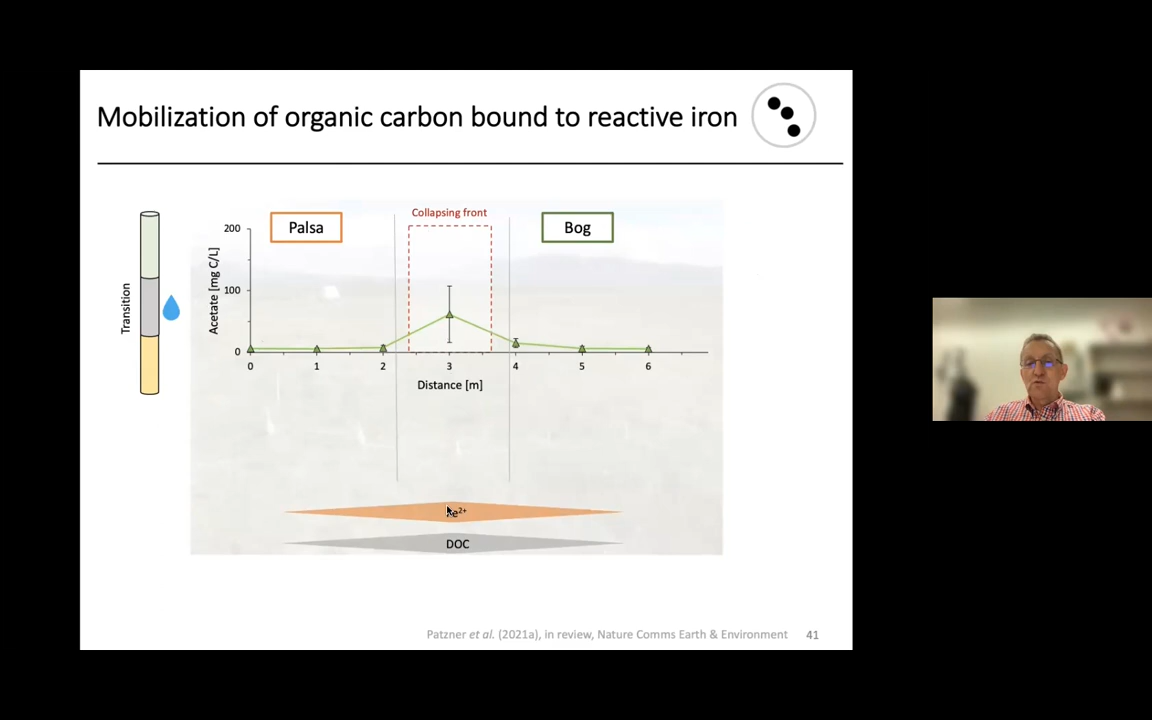 Mobilization of organic carbon bound to reactive iron
Collapsing front
Palsa
Bog
Transition
Acetate [mg C/L]
200
100
0
0 1 2 3 4 5 6
Distance [m]
DOC
Patzner et al. (2021a), in review, Nature Comms Earth & Environment 41